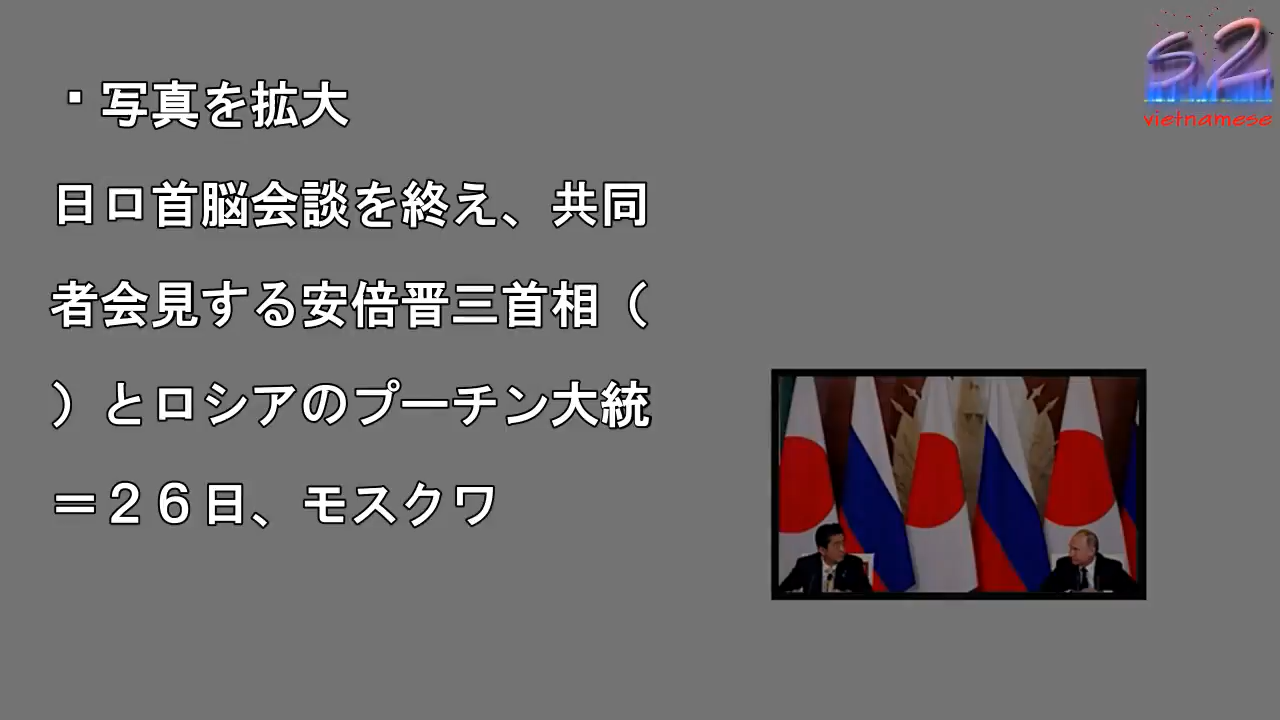 ▪写真を拡大
日ロ首脳会談を終え、共同
者会見する安倍晋三首相（
）とロシアのプーチン大統
＝２６日、モスクワ
S2
vietnamese